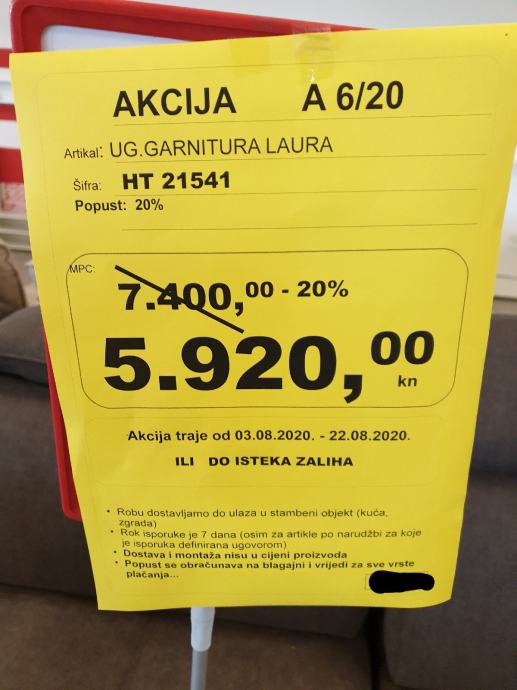 AKCIJA A 6/20
Artikal: UG.GARNITURA LAURA
Šifra: HT 21541
Popust: 20%
MPC:
7.400,00 - 20%
5.920,00
kn
Akcija traje od 03.08.2020. - 22.08.2020.
ILI DO ISTEKA ZALIHA
• Robu dostavljamo do ulaza u stambeni objekt (kuća,
zgrada)
• Rok isporuke je 7 dana (osim za artikle po narudžbi za koje
je isporuka definirana ugovorom)
• Dostava i montaža nisu u cijeni proizvoda
• Popust se obračunava na blagajni i vrijedi za sve vrste
plačanja...